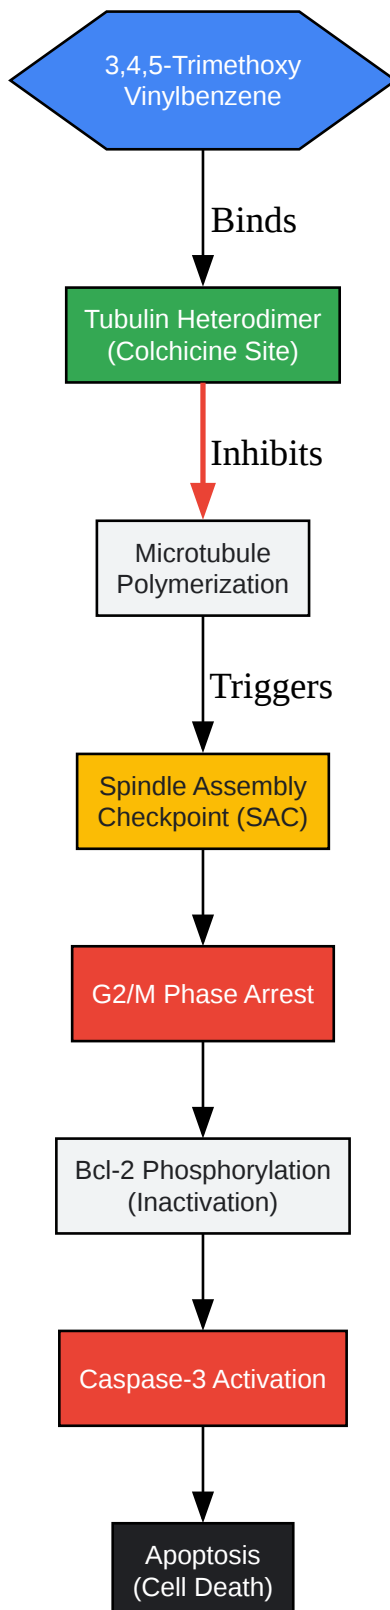 3,4,5-Trimethoxy
Vinylbenzene
Binds
Tubulin Heterodimer
(Colchicine Site)
Inhibits
Microtubule
Polymerization
Triggers
Spindle Assembly
Checkpoint (SAC)
G2/M Phase Arrest
Bcl-2 Phosphorylation
(Inactivation)
Caspase-3 Activation
Apoptosis
(Cell Death)